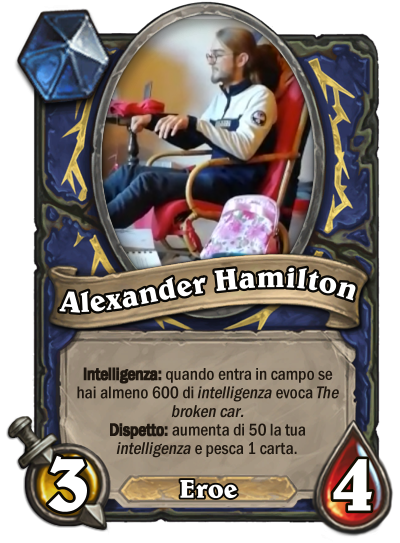 Alexander Hamilton
Intelligenza: quando entra in campo se
hai almeno 600 di intelligenza evoca The
broken car.
Dispetto: aumenta di 50 la tua
intelligenza e pesca 1 carta.
3
Eroe
4